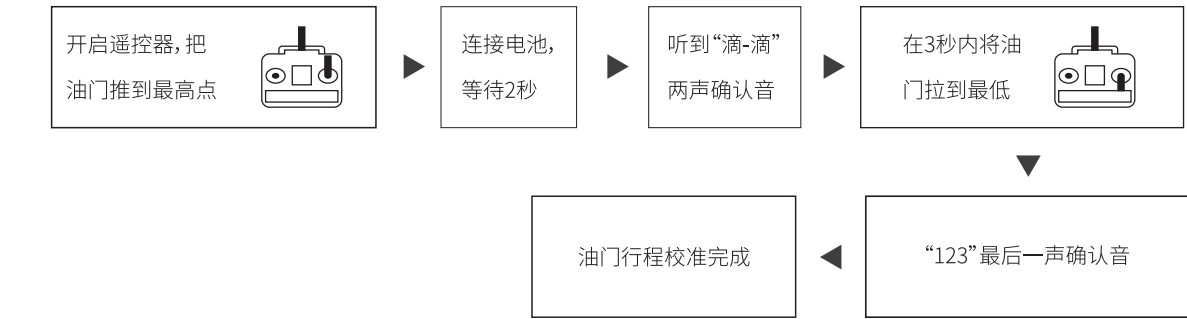 开启遥控器，把
油门推到最高点
连接电池，
等待2秒
听到“滴-滴”
两声确认音
在3秒内将油
门拉到最低
“123”最后一声确认音
油门行程校准完成